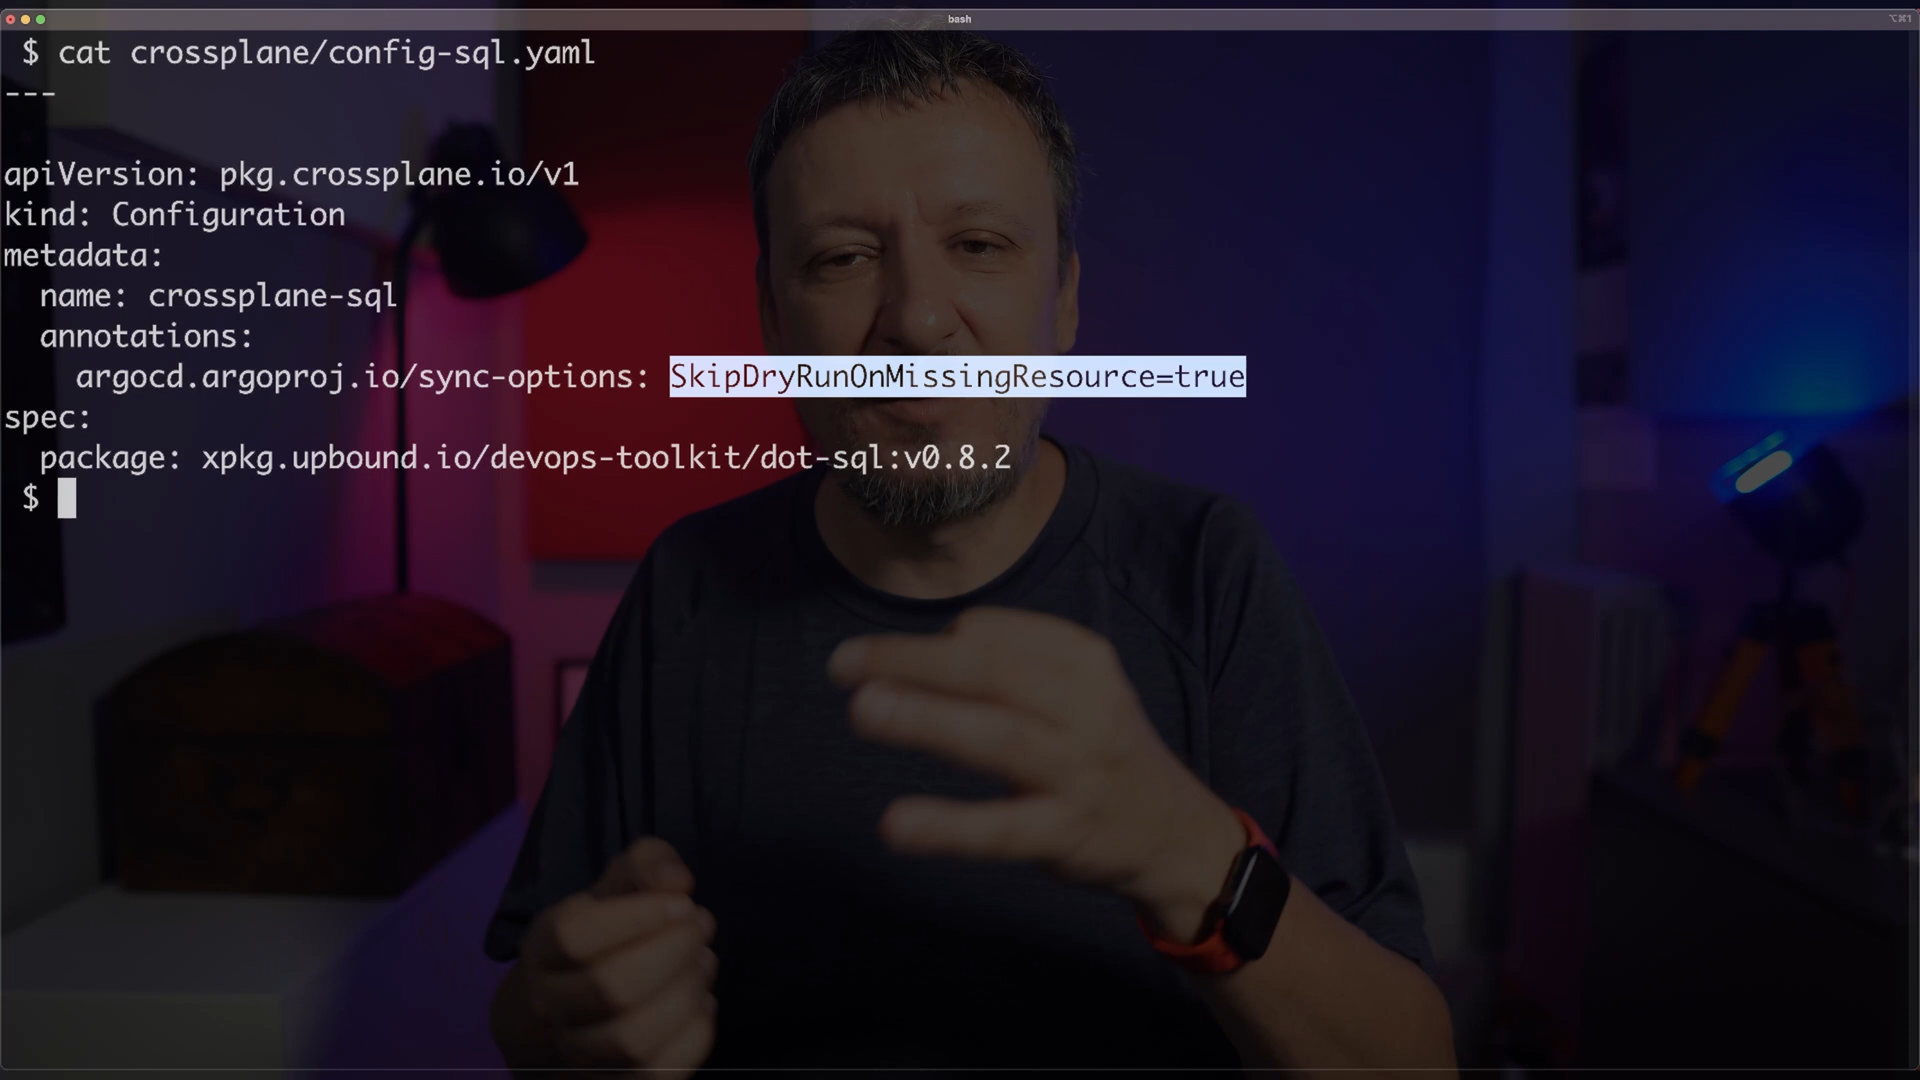 bash
⌥⌘1
$ cat crossplane/config-sql.yaml
---
apiVersion: pkg.crossplane.io/v1
kind: Configuration
metadata:
  name: crossplane-sql
  annotations:
    argocd.argoproj.io/sync-options: SkipDryRunOnMissingResource=true
spec:
  package: xpkg.upbound.io/devops-toolkit/dot-sql:v0.8.2
$